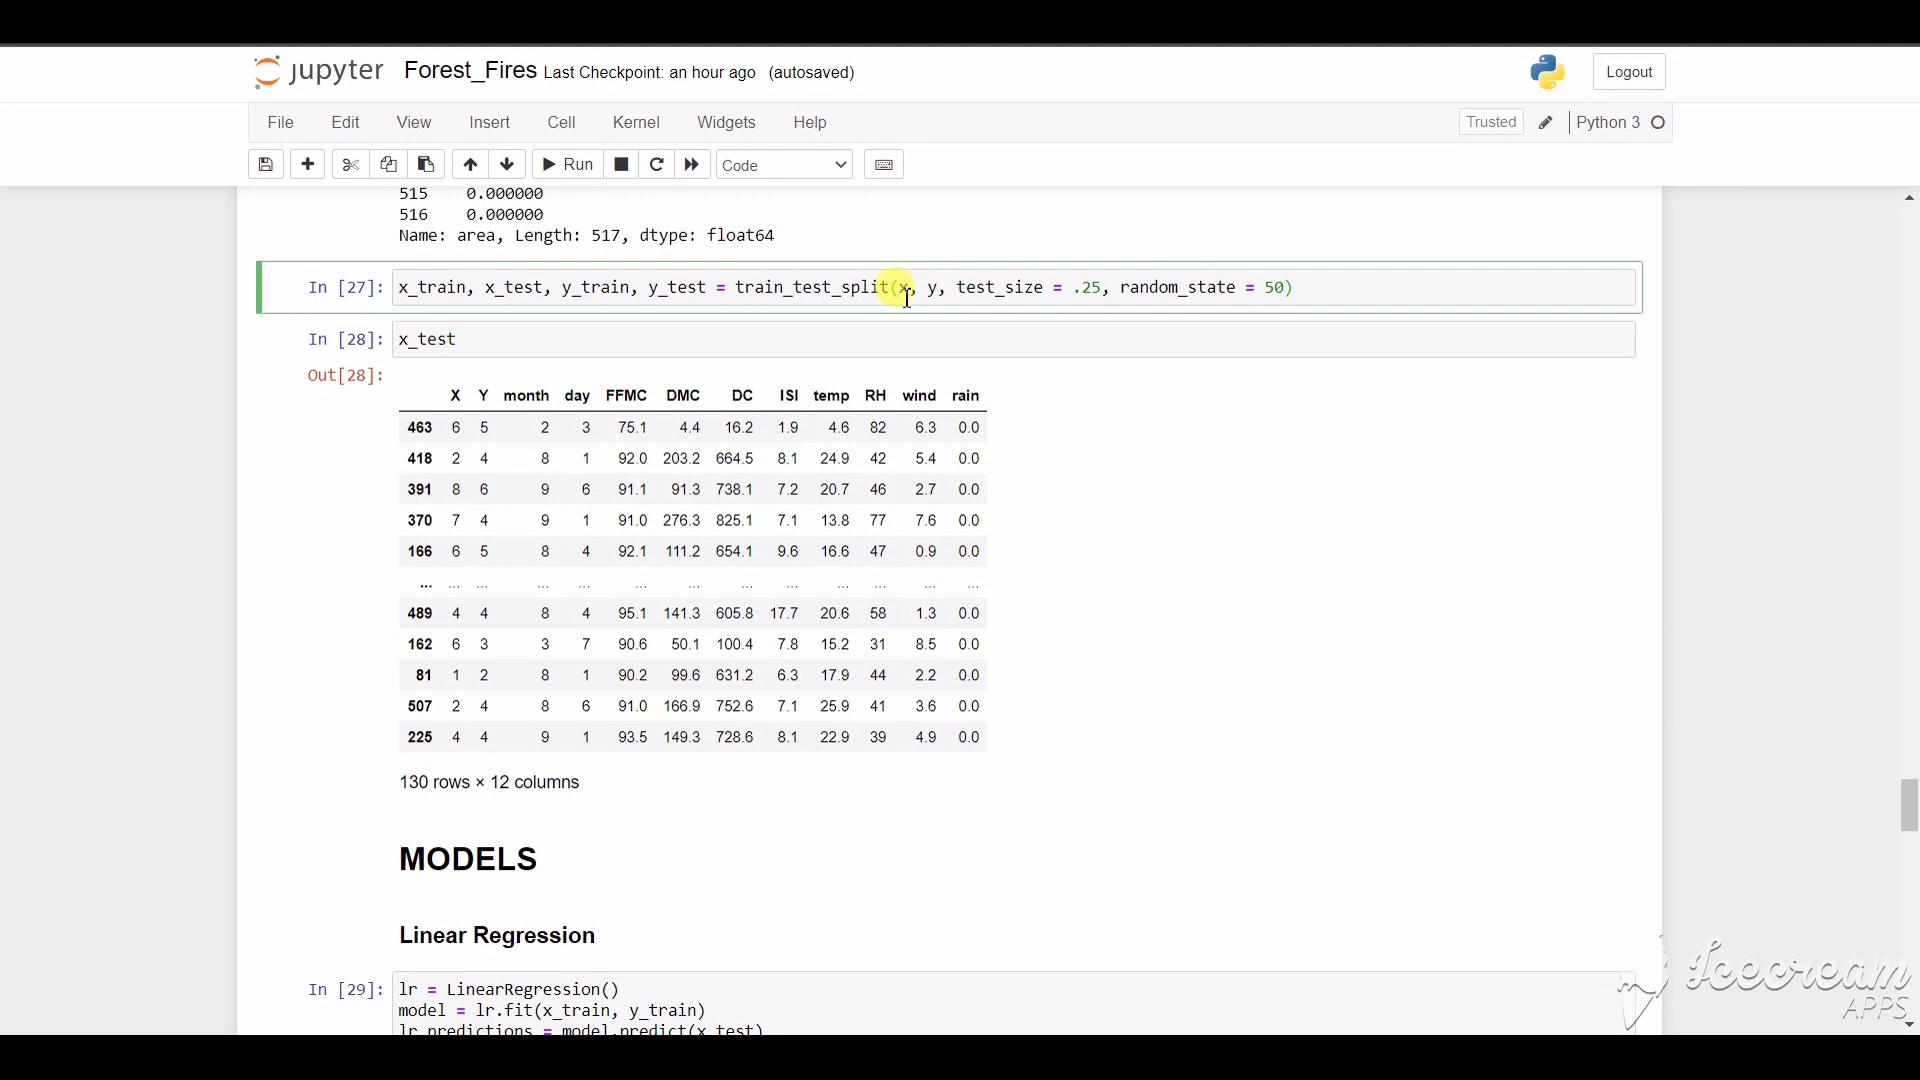 jupyter Forest_Fires Last Checkpoint: an hour ago (autosaved) Logout
File Edit View Insert Cell Kernel Widgets Help Trusted Python 3
Run Code
515 0.000000
516 0.000000
Name: area, Length: 517, dtype: float64
In [27]: x_train, x_test, y_train, y_test = train_test_split(x, y, test_size = .25, random_state = 50)
In [28]: x_test
Out[28]:
X Y month day FFMC DMC DC ISI temp RH wind rain
463 6 5 2 3 75.1 4.4 16.2 1.9 4.6 82 6.3 0.0
418 2 4 8 1 92.0 203.2 664.5 8.1 24.9 42 5.4 0.0
391 8 6 9 6 91.1 91.3 738.1 7.2 20.7 46 2.7 0.0
370 7 4 9 1 91.0 276.3 825.1 7.1 13.8 77 7.6 0.0
166 6 5 8 4 92.1 111.2 654.1 9.6 16.6 47 0.9 0.0
... ... ... ... ... ... ... ... ... ... ... ... ...
489 4 4 8 4 95.1 141.3 605.8 17.7 20.6 58 1.3 0.0
162 6 3 3 7 90.6 50.1 100.4 7.8 15.2 31 8.5 0.0
81 1 2 8 1 90.2 99.6 631.2 6.3 17.9 44 2.2 0.0
507 2 4 8 6 91.0 166.9 752.6 7.1 25.9 41 3.6 0.0
225 4 4 9 1 93.5 149.3 728.6 8.1 22.9 39 4.9 0.0
130 rows × 12 columns
MODELS
Linear Regression
In [29]: lr = LinearRegression()
model = lr.fit(x_train, y_train)
lr_predictions = model.predict(x_test)
Icecream
APPS